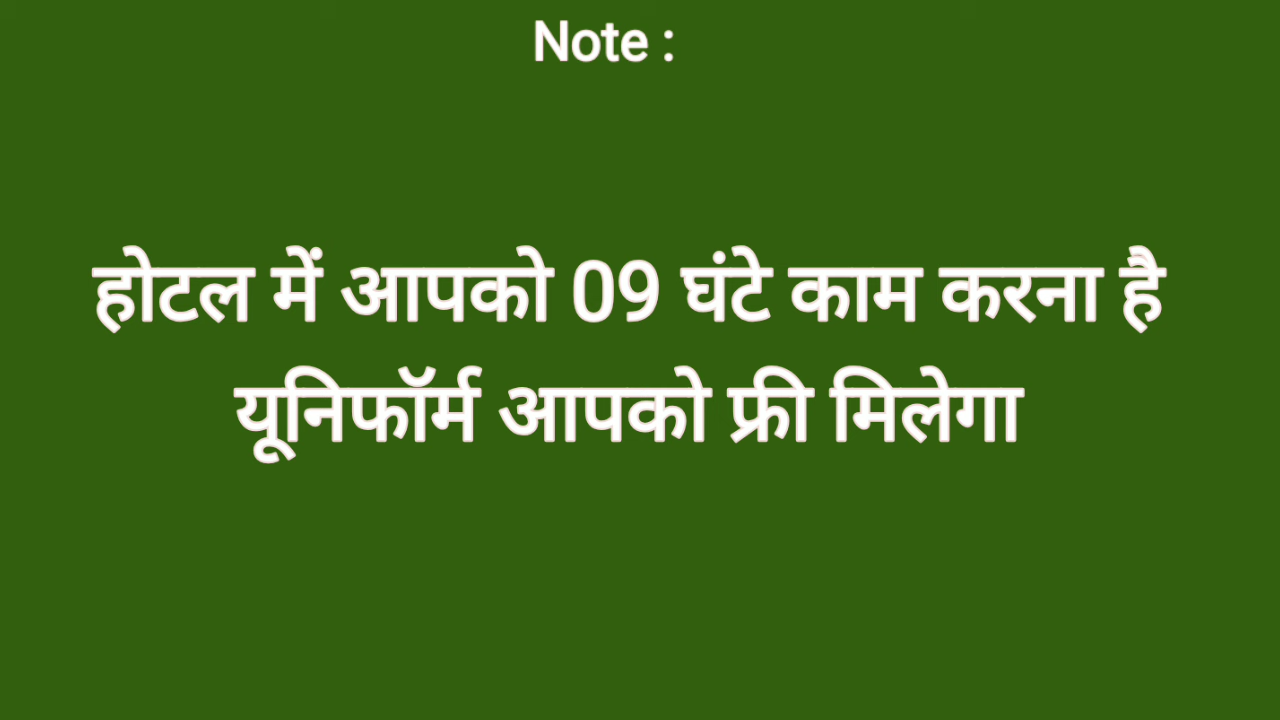 Note :
होटल में आपको 09 घंटे काम करना है
यूनिफॉर्म आपको फ्री मिलेगा